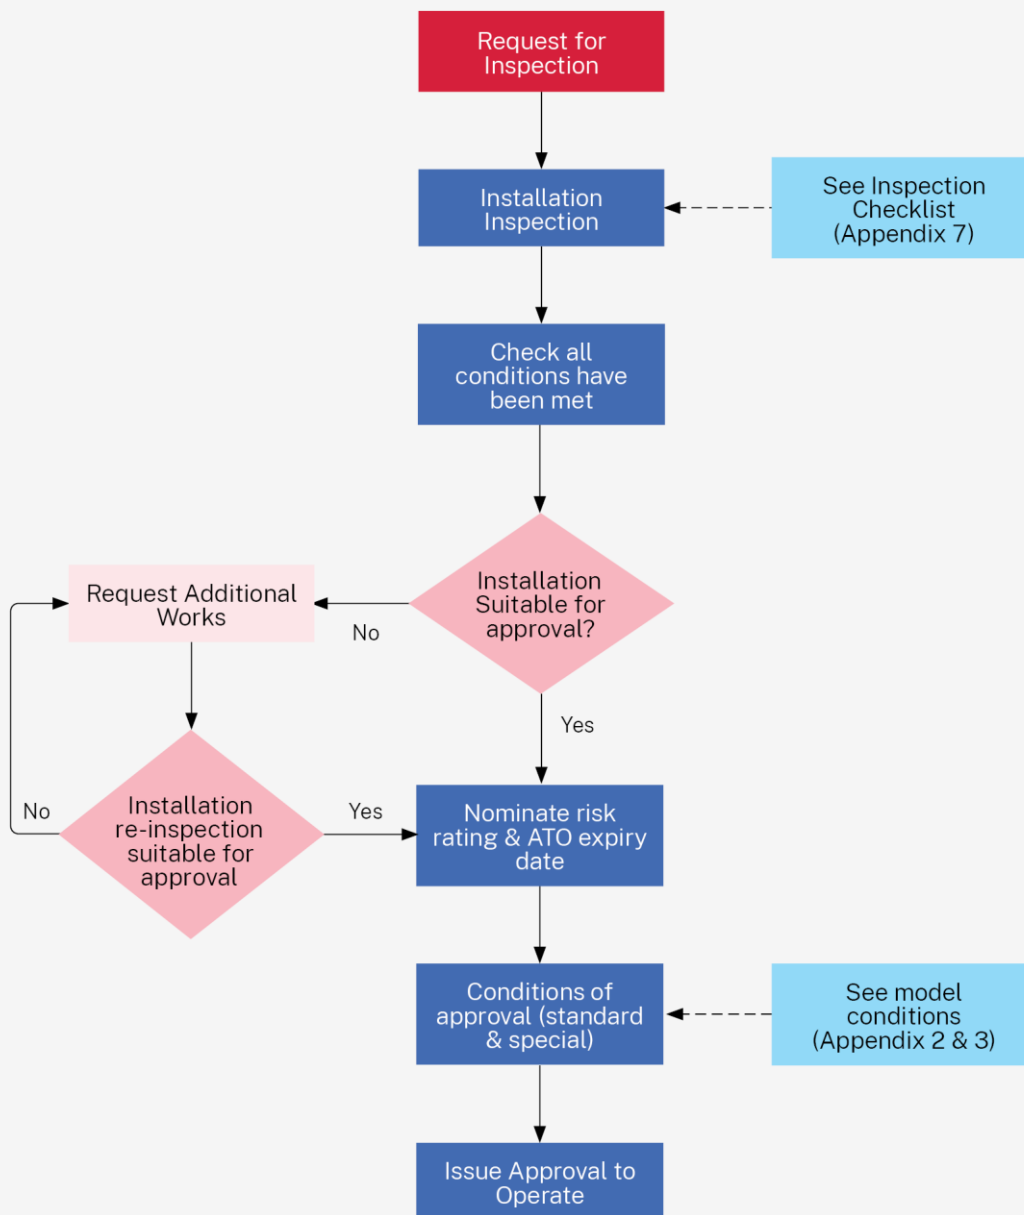 Request for
Inspection
Installation
Inspection
See Inspection
Checklist
(Appendix 7)
Check all
conditions have
been met
Installation
Suitable for
approval?
Request Additional
Works
No
Yes
Installation
re-inspection
suitable for
approval
No
Yes
Nominate risk
rating & ATO expiry
date
Conditions of
approval (standard
& special)
See model
conditions
(Appendix 2 & 3)
Issue Approval to
Operate